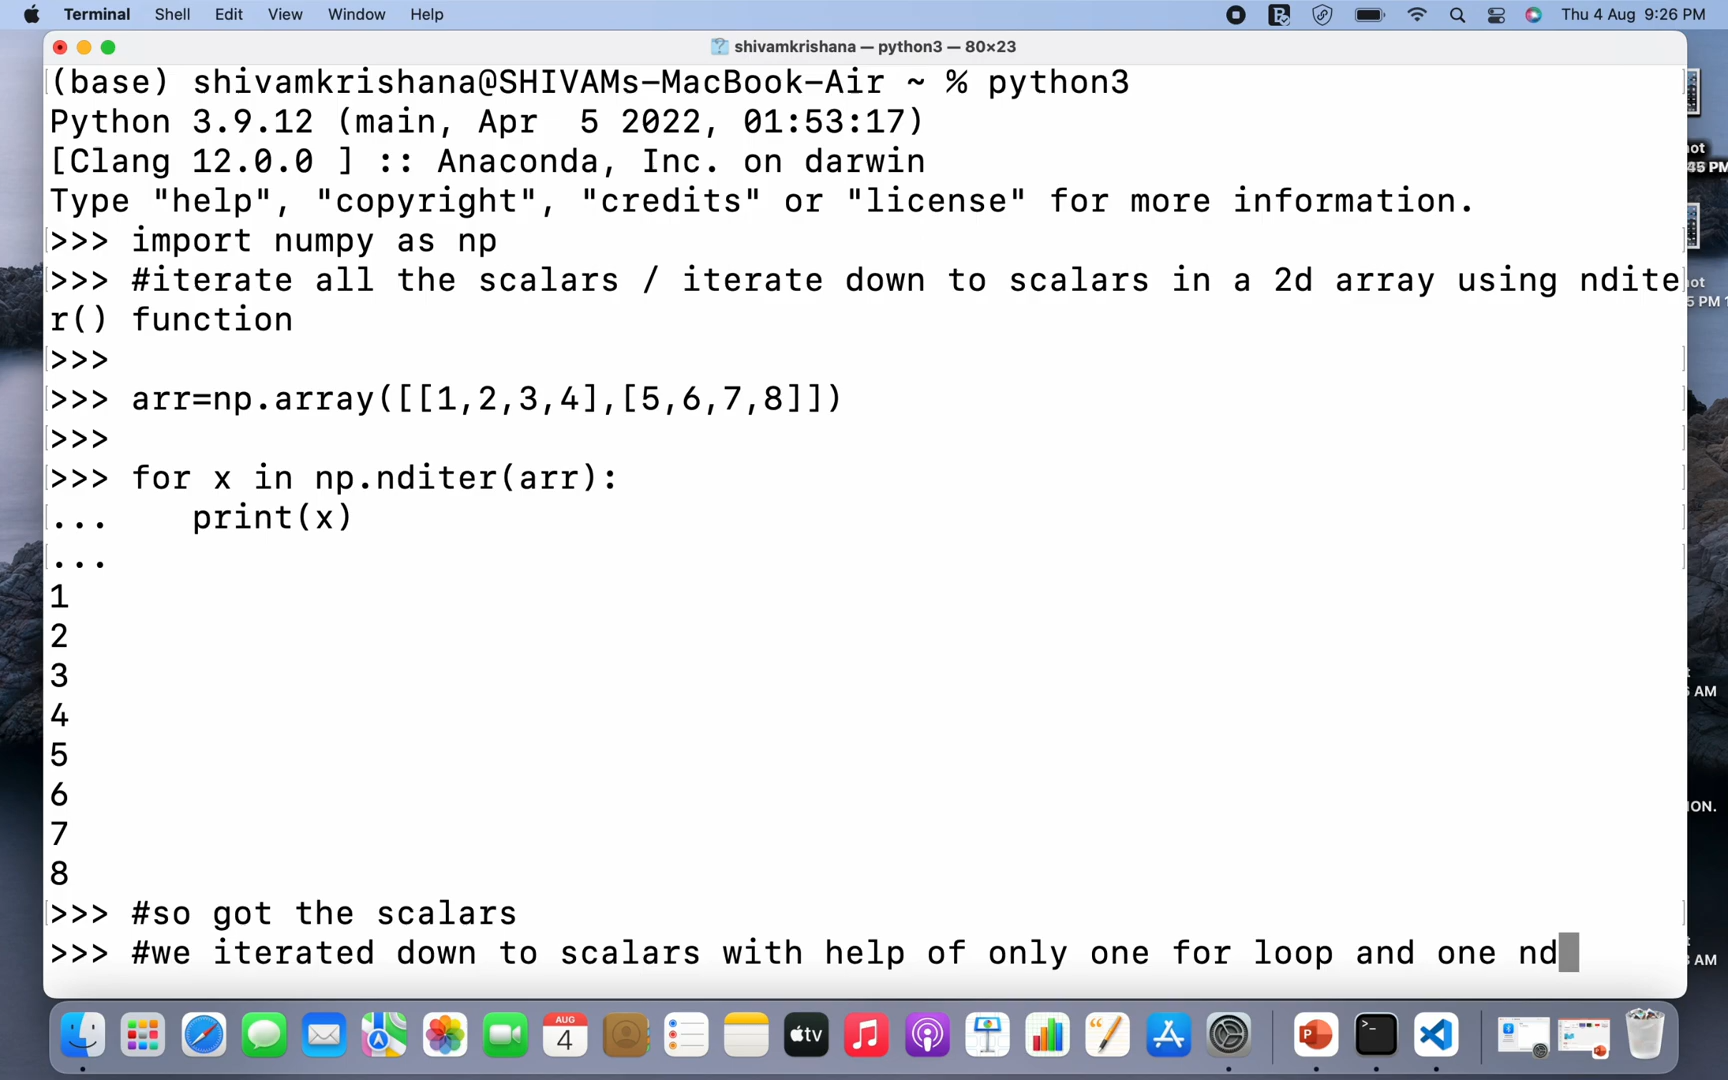 Terminal Shell Edit View Window Help Thu 4 Aug 9:26 PM
shivamkrishana — python3 — 80×23
(base) shivamkrishana@SHIVAMs-MacBook-Air ~ % python3
Python 3.9.12 (main, Apr  5 2022, 01:53:17)
[Clang 12.0.0 ] :: Anaconda, Inc. on darwin
Type "help", "copyright", "credits" or "license" for more information.
>>> import numpy as np
>>> #iterate all the scalars / iterate down to scalars in a 2d array using ndite
r() function
>>>
>>> arr=np.array([[1,2,3,4],[5,6,7,8]])
>>>
>>> for x in np.nditer(arr):
...    print(x)
...
1
2
3
4
5
6
7
8
>>> #so got the scalars
>>> #we iterated down to scalars with help of only one for loop and one nd
AUG
4
tv